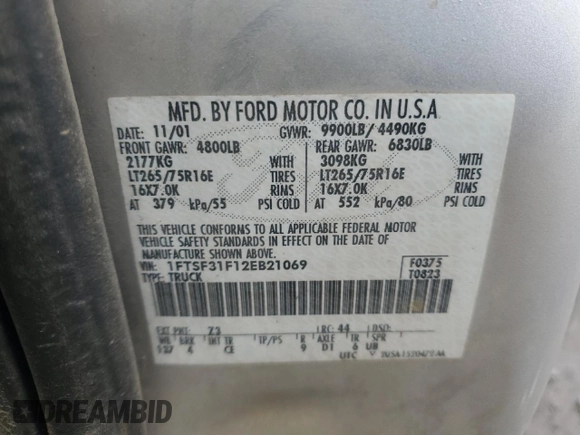 MFD. BY FORD MOTOR CO. IN U.S.A
DATE: 11/01 GVWR: 9900LB/ 4490KG
FRONT GAWR: 4800LB REAR GAWR: 6830LB
2177KG WITH 3098KG WITH
LT265/75R16E TIRES LT265/75R16E TIRES
16X7.0K RIMS 16X7.0K RIMS
AT 379 kPa/55 PSI COLD AT 552 kPa/80 PSI COLD
THIS VEHICLE CONFORMS TO ALL APPLICABLE FEDERAL MOTOR
VEHICLE SAFETY STANDARDS IN EFFECT ON THE DATE OF
MANUFACTURE SHOWN ABOVE.
VIN: 1FTSF31F12EB21069 F0375
TYPE: TRUCK T0823
EXT PNT: Z3 RC: 44 DSO:
WB BRK INT TR TP/PS R AXLE TR SPR
137 4 CE 9 D1 6 UB
UTC
DREAMBID